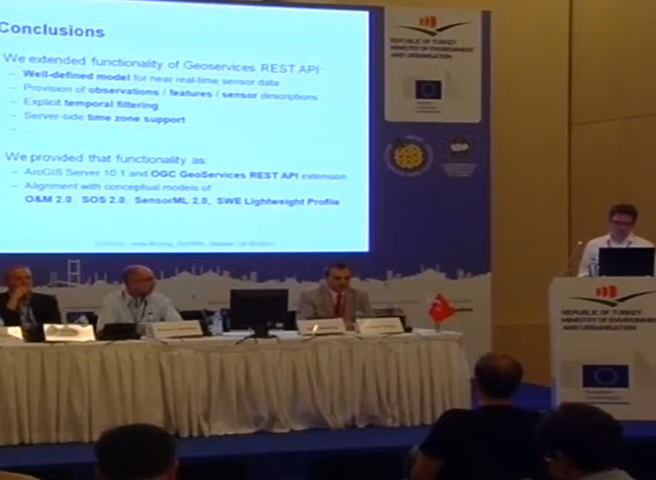 Conclusions
We extended functionality of Geoservices REST API:
– Well-defined model for near real-time sensor data
– Provision of observations / features / sensor descriptions
– Explicit temporal filtering
– Server-side time zone support
– ...
We provided that functionality as:
– ArcGIS Server 10.1 and OGC GeoServices REST API extension
– Alignment with conceptual models of
O&M 2.0, SOS 2.0, SensorML 2.0, SWE Lightweight Profile
REPUBLIC OF TURKEY
MINISTRY OF ENVIRONMENT
AND URBANISATION
REPUBLIC OF TURKEY
MINISTRY OF ENVIRONMENT
AND URBANISATION